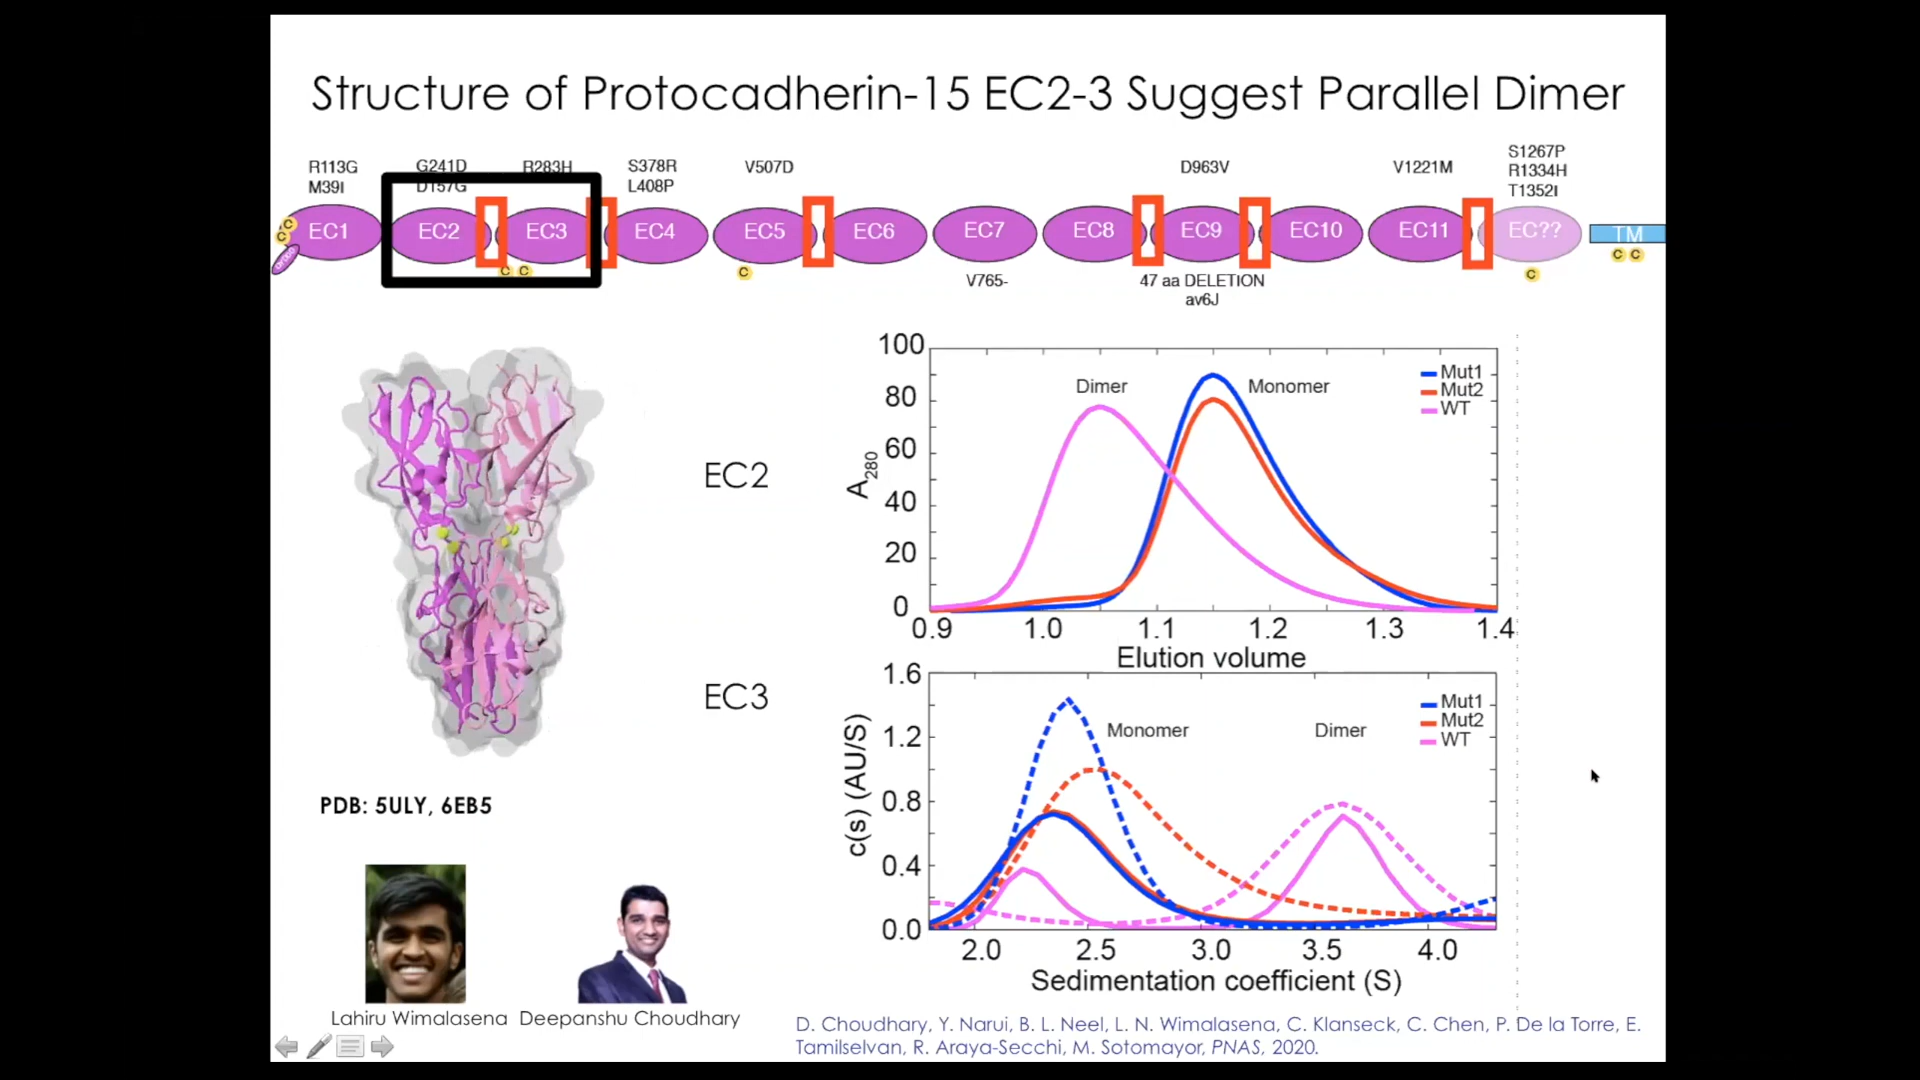 Structure of Protocadherin-15 EC2-3 Suggest Parallel Dimer
R113G
M39I
G241D
D157G
R283H
S378R
L408P
V507D
D963V
V1221M
S1267P
R1334H
T1352I
EC1 EC2 EC3 EC4 EC5 EC6 EC7 EC8 EC9 EC10 EC11 EC?? TM
C
C
C C
C
C
C C
V765-
47 aa DELETION
av6J
EC2
EC3
PDB: 5ULY, 6EB5
Lahiru Wimalasena
Deepanshu Choudhary
100
80
60
40
20
0
A280
Dimer
Monomer
Mut1
Mut2
WT
0.9 1.0 1.1 1.2 1.3 1.4
Elution volume
1.6
1.2
0.8
0.4
0.0
c(s) (AU/S)
Monomer
Dimer
Mut1
Mut2
WT
2.0 2.5 3.0 3.5 4.0
Sedimentation coefficient (S)
D. Choudhary, Y. Narui, B. L. Neel, L. N. Wimalasena, C. Klanseck, C. Chen, P. De la Torre, E.
Tamilselvan, R. Araya-Secchi, M. Sotomayor, PNAS, 2020.